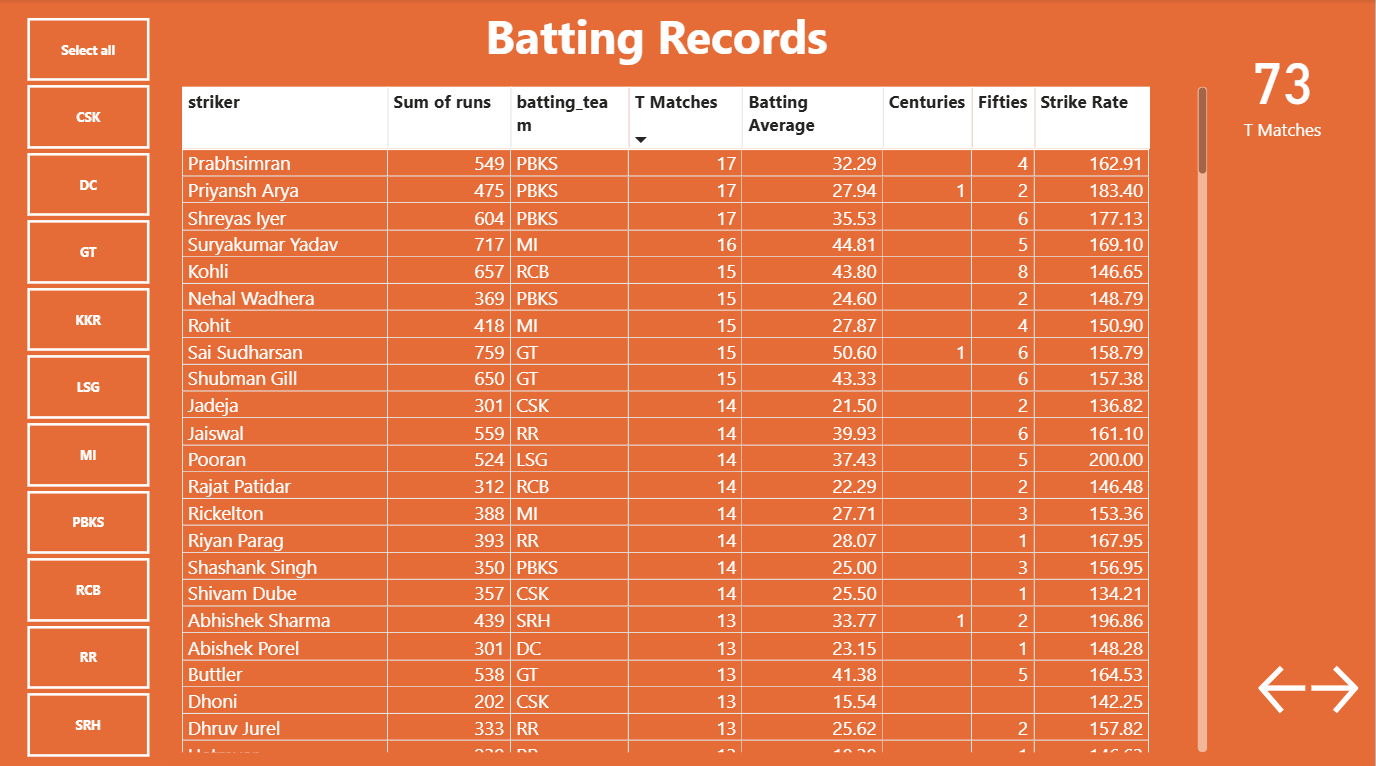 Batting Records
Select all
CSK
DC
GT
KKR
LSG
MI
PBKS
RCB
RR
SRH
striker Sum of runs batting_tea T Matches Batting Centuries Fifties Strike Rate
m Average
Prabhsimran 549 PBKS 17 32.29 4 162.91
Priyansh Arya 475 PBKS 17 27.94 1 2 183.40
Shreyas Iyer 604 PBKS 17 35.53 6 177.13
Suryakumar Yadav 717 MI 16 44.81 5 169.10
Kohli 657 RCB 15 43.80 8 146.65
Nehal Wadhera 369 PBKS 15 24.60 2 148.79
Rohit 418 MI 15 27.87 4 150.90
Sai Sudharsan 759 GT 15 50.60 1 6 158.79
Shubman Gill 650 GT 15 43.33 6 157.38
Jadeja 301 CSK 14 21.50 2 136.82
Jaiswal 559 RR 14 39.93 6 161.10
Pooran 524 LSG 14 37.43 5 200.00
Rajat Patidar 312 RCB 14 22.29 2 146.48
Rickelton 388 MI 14 27.71 3 153.36
Riyan Parag 393 RR 14 28.07 1 167.95
Shashank Singh 350 PBKS 14 25.00 3 156.95
Shivam Dube 357 CSK 14 25.50 1 134.21
Abhishek Sharma 439 SRH 13 33.77 1 2 196.86
Abishek Porel 301 DC 13 23.15 1 148.28
Buttler 538 GT 13 41.38 5 164.53
Dhoni 202 CSK 13 15.54 142.25
Dhruv Jurel 333 RR 13 25.62 2 157.82
73
T Matches